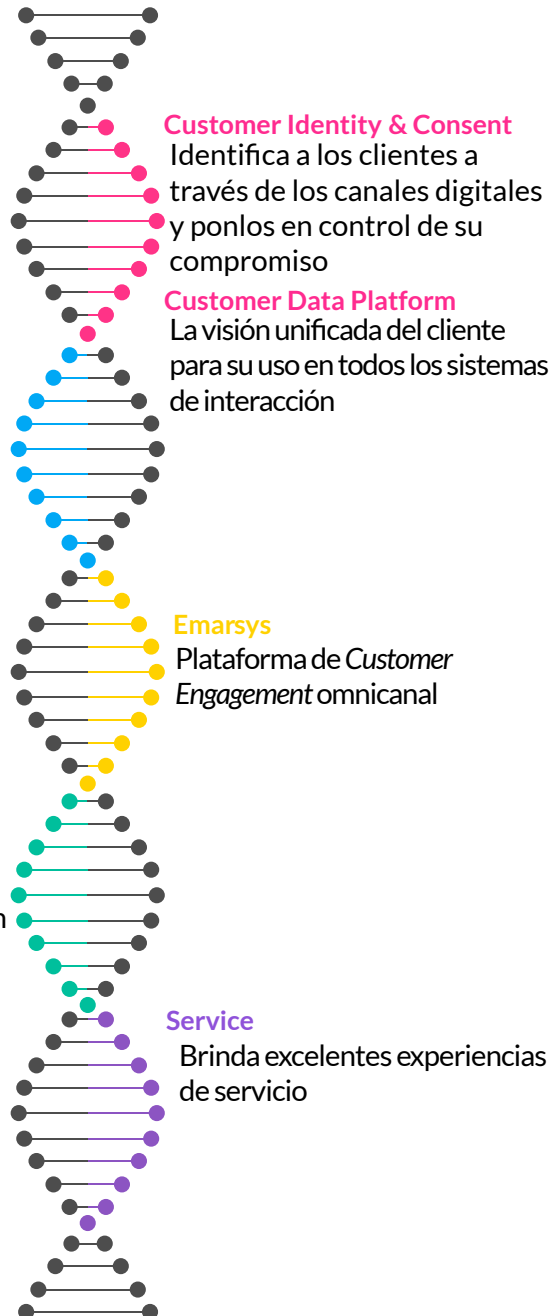 Customer Identity & Consent
Identifica a los clientes a
través de los canales digitales
y ponlos en control de su
compromiso
Customer Data Platform
La visión unificada del cliente
para su uso en todos los sistemas
de interacción
Emarsys
Plataforma de Customer
Engagement omnicanal
Service
Brinda excelentes experiencias
de servicio